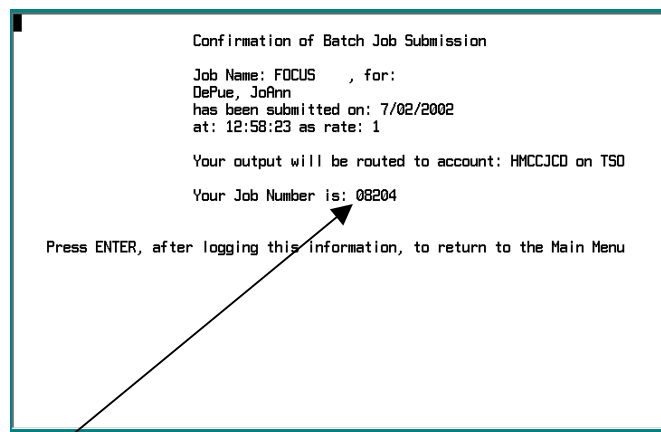 Confirmation of Batch Job Submission
Job Name: FOCUS , for:
DePue, JoAnn
has been submitted on: 7/02/2002
at: 12:58:23 as rate: 1
Your output will be routed to account: HMCCJCD on TSO
Your Job Number is: 08204
Press ENTER, after logging this information, to return to the Main Menu